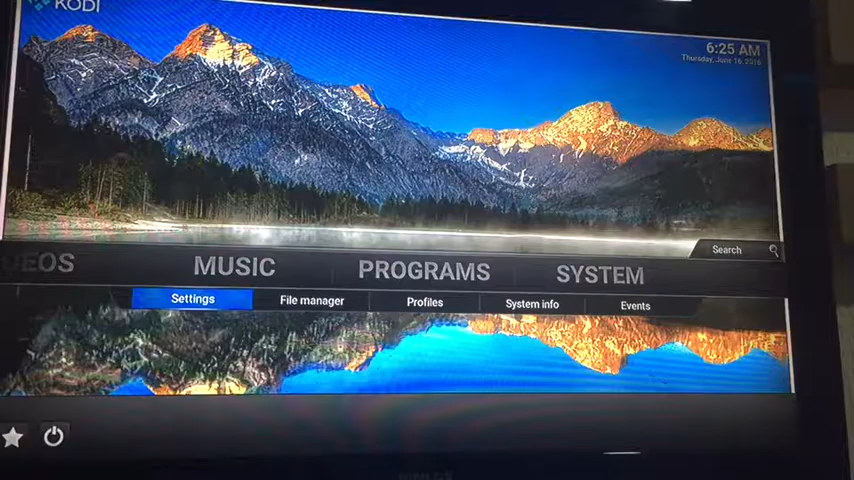 KODI
6:25 AM
Thursday, June 16, 2016
Search
DEOS MUSIC PROGRAMS SYSTEM
Settings File manager Profiles System info Events